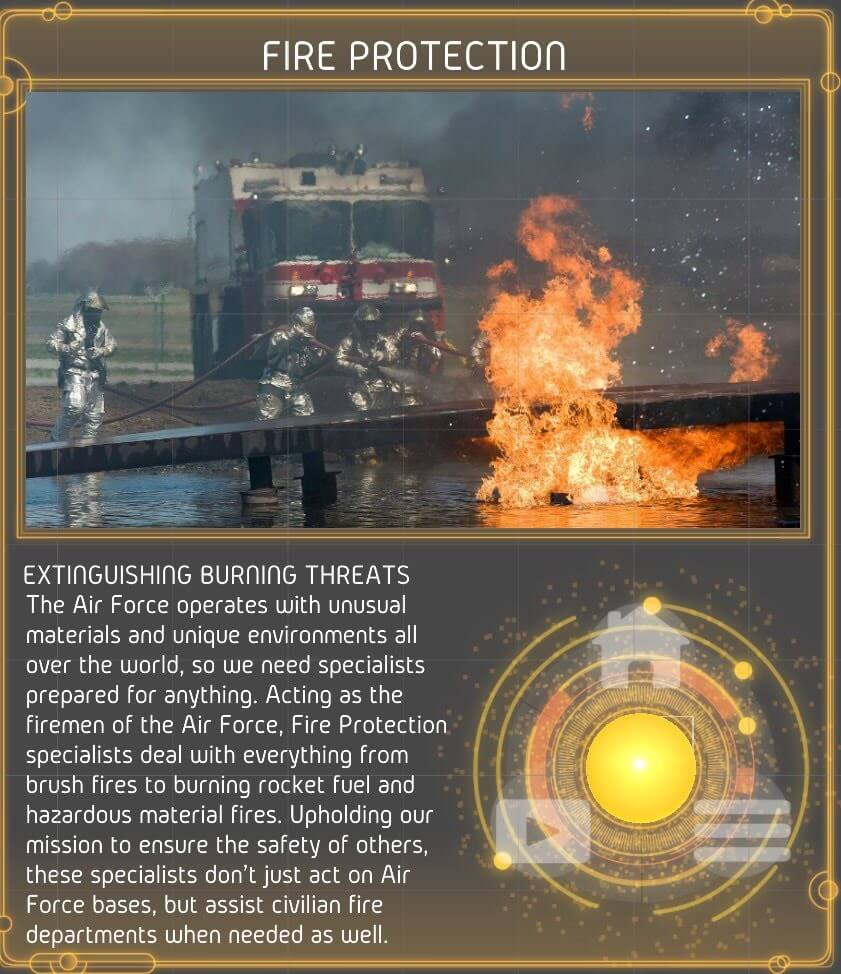 FIRE PROTECTION
EXTINGUISHING BURNING THREATS
The Air Force operates with unusual
materials and unique environments all
over the world, so we need specialists
prepared for anything. Acting as the
firemen of the Air Force, Fire Protection
specialists deal with everything from
brush fires to burning rocket fuel and
hazardous material fires. Upholding our
mission to ensure the safety of others,
these specialists don't just act on Air
Force bases, but assist civilian fire
departments when needed as well.